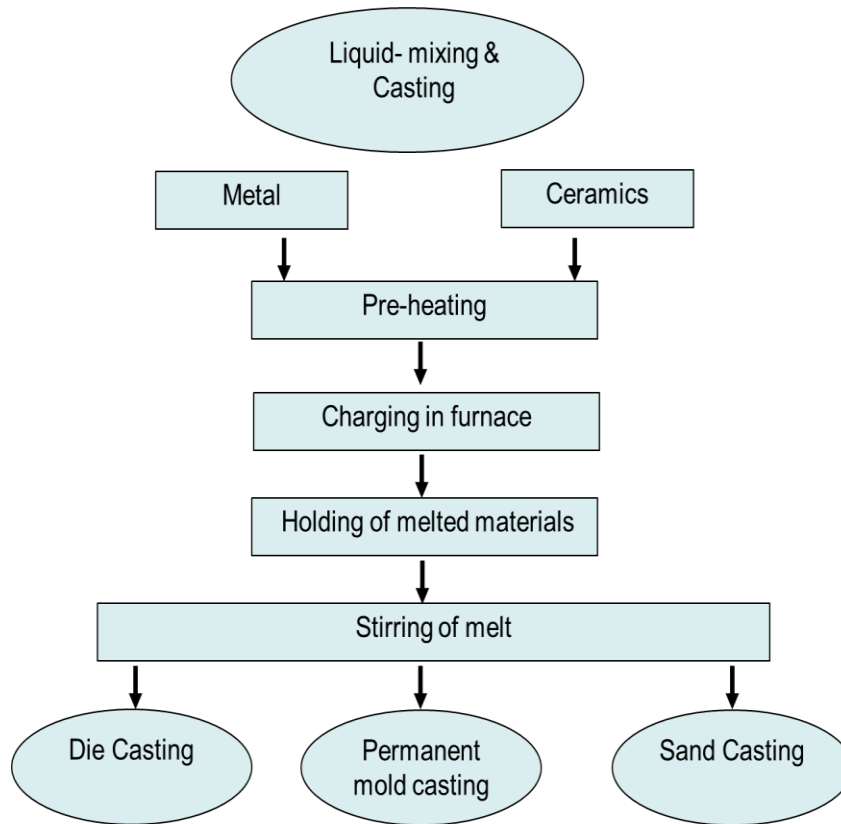 Liquid- mixing &
Casting
Metal
Ceramics
Pre-heating
Charging in furnace
Holding of melted materials
Stirring of melt
Die Casting
Permanent
mold casting
Sand Casting